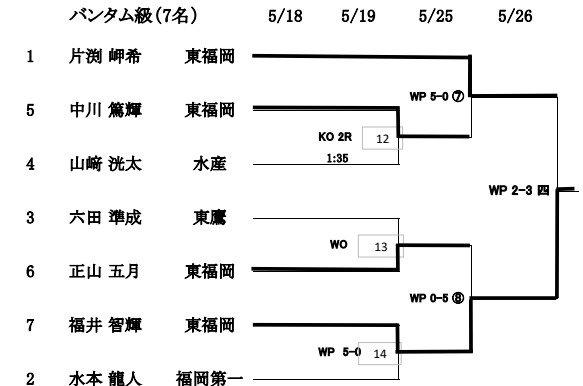 バンタム級（7名） 5/18 5/19 5/25 5/26
1 片渕 岬希 東福岡
WP 5-0 ⑦
5 中川 篤輝 東福岡
KO 2R 12
1:35
4 山﨑 洸太 水産
WP 2-3 四
3 六田 準成 東鷹
WO 13
6 正山 五月 東福岡
WP 0-5 ⑧
7 福井 智輝 東福岡
WP 5-0 14
2 水本 龍人 福岡第一